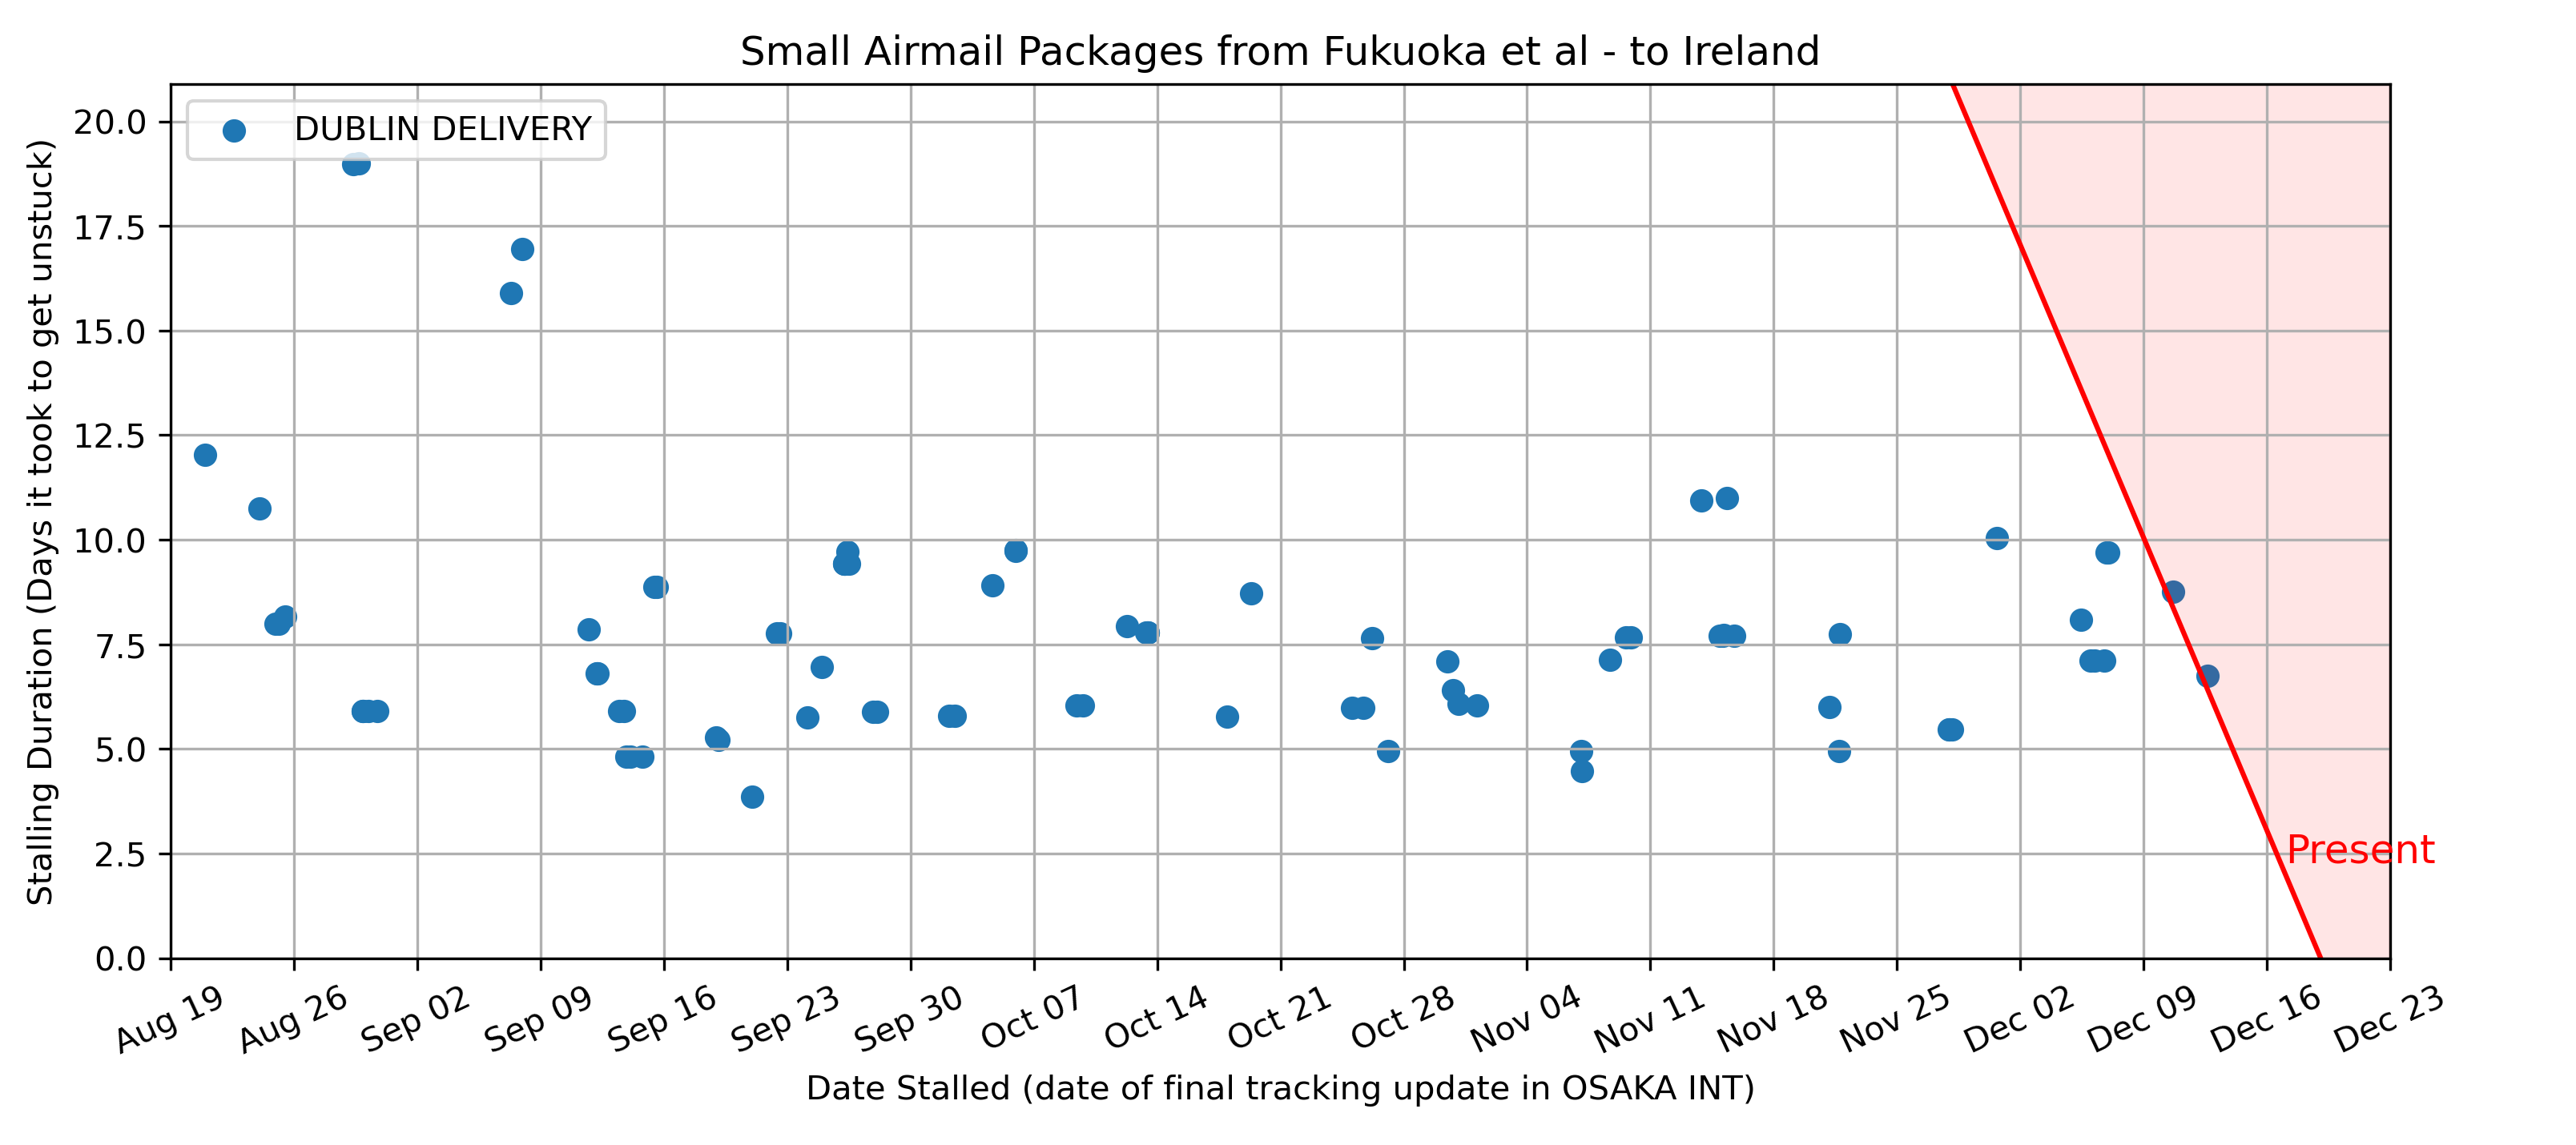 Small Airmail Packages from Fukuoka et al - to Ireland
DUBLIN DELIVERY
Stalling Duration (Days it took to get unstuck)
20.0
17.5
15.0
12.5
10.0
7.5
5.0
2.5
0.0
Present
Aug 19
Aug 26
Sep 02
Sep 09
Sep 16
Sep 23
Sep 30
Oct 07
Oct 14
Oct 21
Oct 28
Nov 04
Nov 11
Nov 18
Nov 25
Dec 02
Dec 09
Dec 16
Dec 23
Date Stalled (date of final tracking update in OSAKA INT)